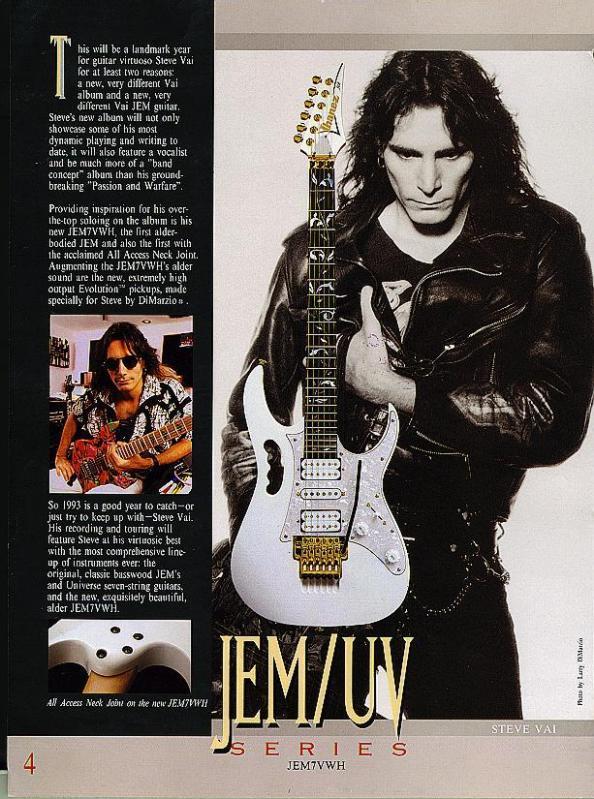 This will be a landmark year
for guitar virtuoso Steve Vai
for at least two reasons:
a new, very different Vai
album and a new, very
different Vai JEM guitar.
Steve's new album will not only
showcase some of his most
dynamic playing and writing to
date, it will also feature a vocalist
and be much more of a "band
concept" album than his ground-
breaking "Passion and Warfare".
Providing inspiration for his over-
the-top soloing on the album is his
new JEM7VWH, the first alder-
bodied JEM and also the first with
the acclaimed All Access Neck Joint.
Augmenting the JEM7VWH's alder
sound are the new, extremely high
output Evolution™ pickups, made
specially for Steve by DiMarzio®.
So 1993 is a good year to catch—or
just try to keep up with—Steve Vai.
His recording and touring will
feature Steve at his virtuosic best
with the most comprehensive line-
up of instruments ever: the
original, classic basswood JEM's
and Universe seven-string guitars,
and the new, exquisitely beautiful,
alder JEM7VWH.
All Access Neck Joint on the new JEM7VWH
4
Ibanez
Photo by Larry DiMarzio
STEVE VAI
JEM/UV
SERIES
JEM7VWH